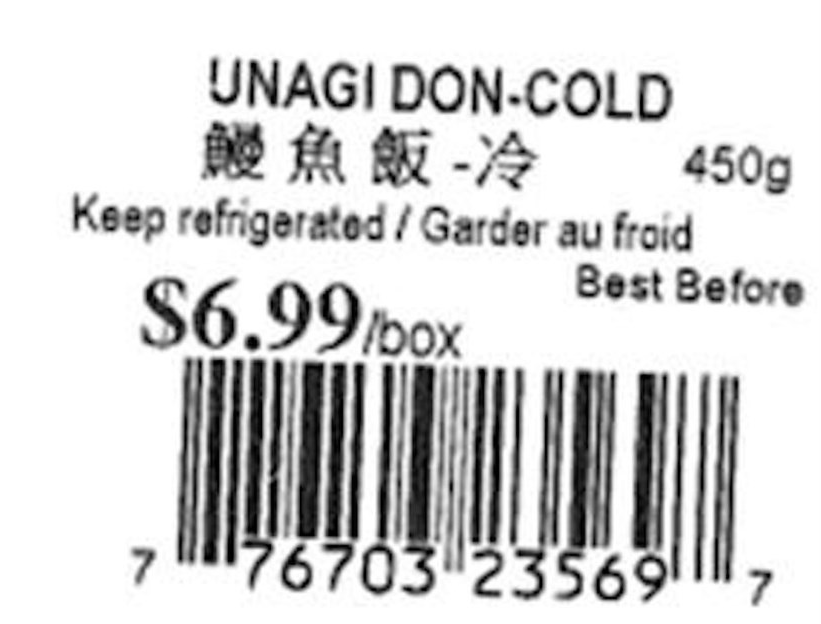 UNAGI DON-COLD
鰻魚飯-冷 450g
Keep refrigerated / Garder au froid
Best Before
$6.99/box
7 76703 23569 7